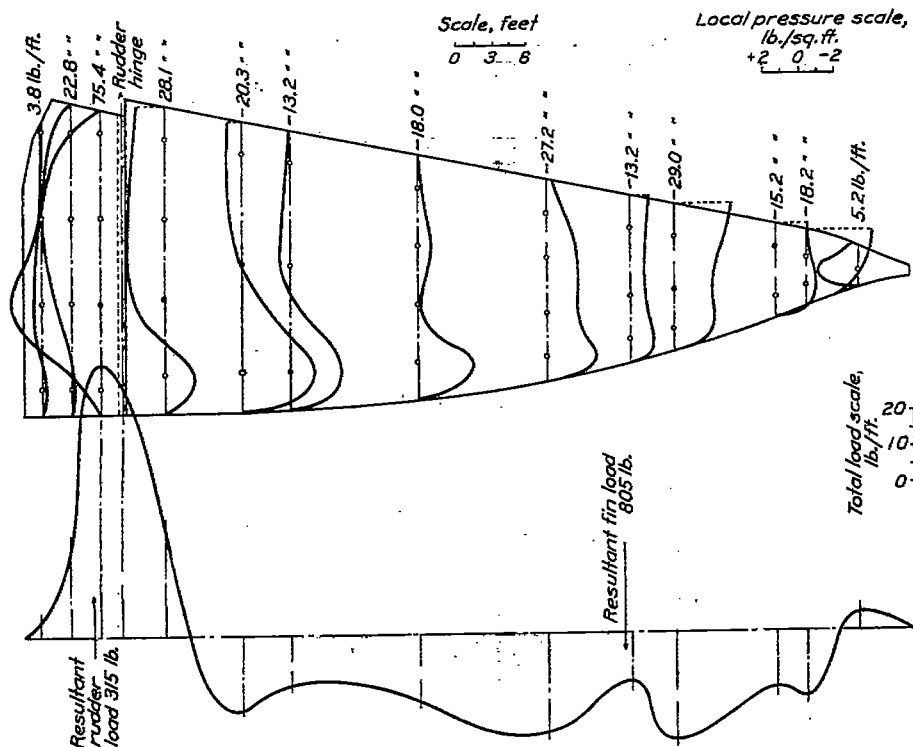 Scale, feet
0 3 6
Local pressure scale,
lb./sq.ft.
+2 0 -2
3.8 lb./ft.
22.8 " "
75.4 " "
Rudder
hinge
28.1 " "
-20.3 " "
-13.2 " "
-18.0 " "
-27.2 " "
-13.2 " "
-29.0 " "
-15.2 " "
-18.2 " "
5.2 lb./ft.
Total load scale,
lb./ft.
20
10
0
Resultant fin load
805 lb.
Resultant
rudder
load 315 lb.